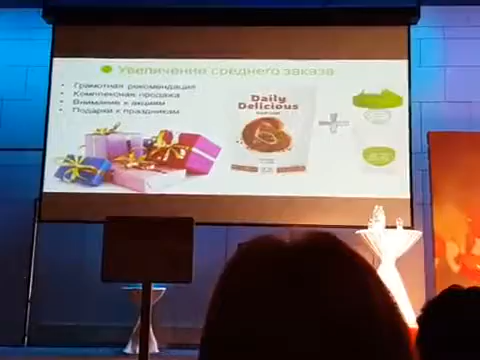 Увеличение среднего заказа
• Грамотная рекомендация
• Комплексная продажа
• Внимание к акциям
• Подарки к праздникам
Daily
Delicious
+